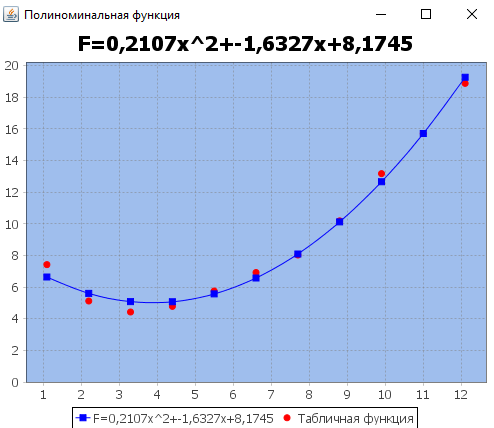 Полиноминальная функция
F=0,2107x^2+-1,6327x+8,1745
20
18
16
14
12
10
8
6
4
2
0
1 2 3 4 5 6 7 8 9 10 11 12
F=0,2107x^2+-1,6327x+8,1745 Табличная функция